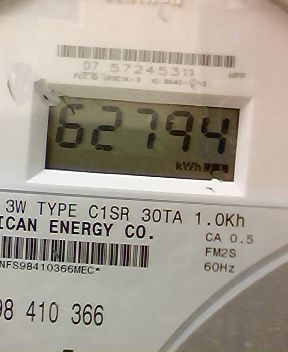 07 57245311
62794
kWh
3W TYPE C1SR 30TA 1.0Kh
ICAN ENERGY CO.
CA 0.5
FM2S
NFS98410366MEC*
60Hz
98 410 366